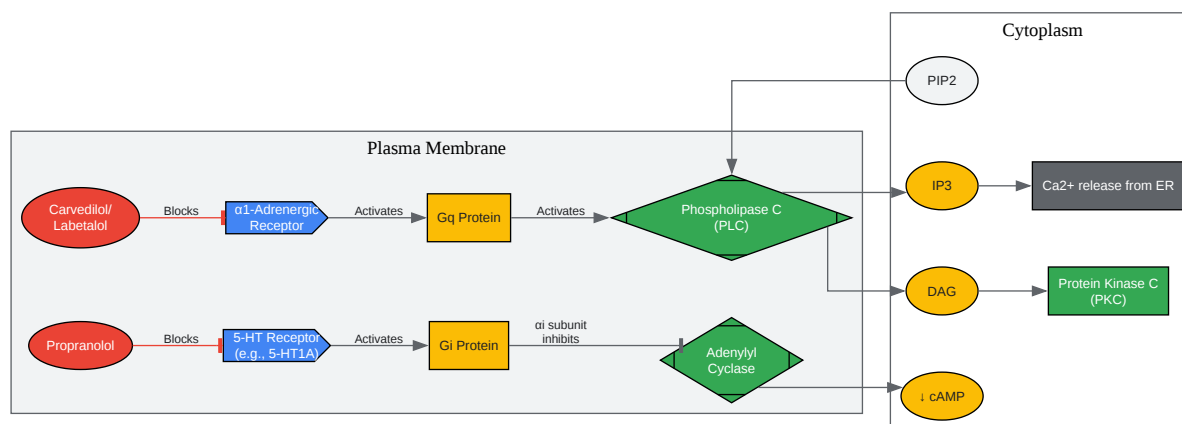 Cytoplasm
PIP2
Plasma Membrane
Carvedilol/
Labetalol
Blocks
α1-Adrenergic
Receptor
Activates
Gq Protein
Activates
Phospholipase C
(PLC)
IP3
Ca2+ release from ER
DAG
Protein Kinase C
(PKC)
Propranolol
Blocks
5-HT Receptor
(e.g., 5-HT1A)
Activates
Gi Protein
αi subunit
inhibits
Adenylyl
Cyclase
↓ cAMP